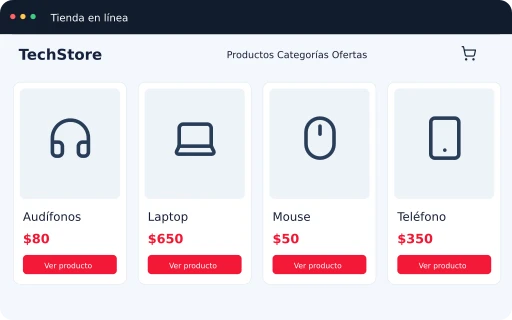 Tienda en línea
TechStore
Productos Categorías Ofertas
Audífonos
$80
Ver producto
Laptop
$650
Ver producto
Mouse
$50
Ver producto
Teléfono
$350
Ver producto